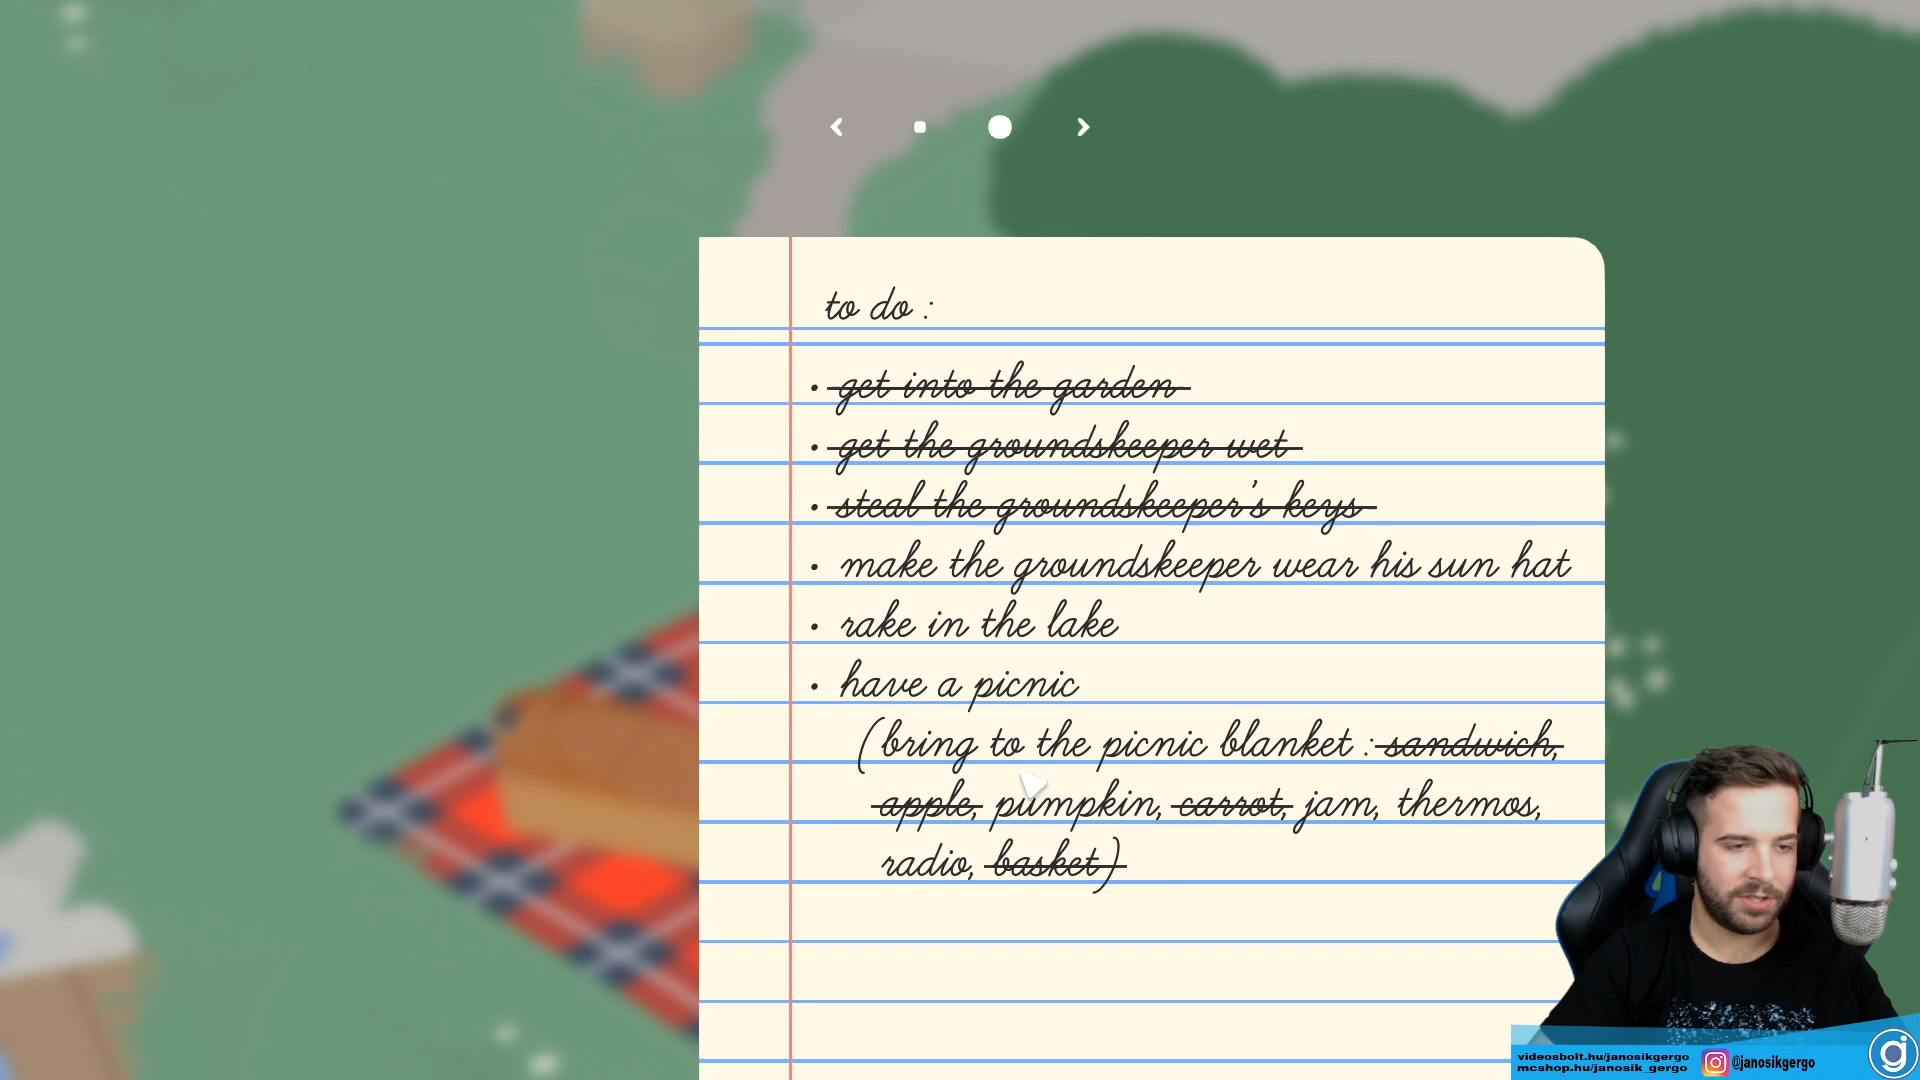 to do :
• get into the garden
• get the groundskeeper wet
• steal the groundskeeper's keys
• make the groundskeeper wear his sun hat
• rake in the lake
• have a picnic
(bring to the picnic blanket : sandwich,
apple, pumpkin, carrot, jam, thermos,
radio, basket)
videosbolt.hu/janosikgergo
mcshop.hu/janosik_gergo
@janosikgergo
g